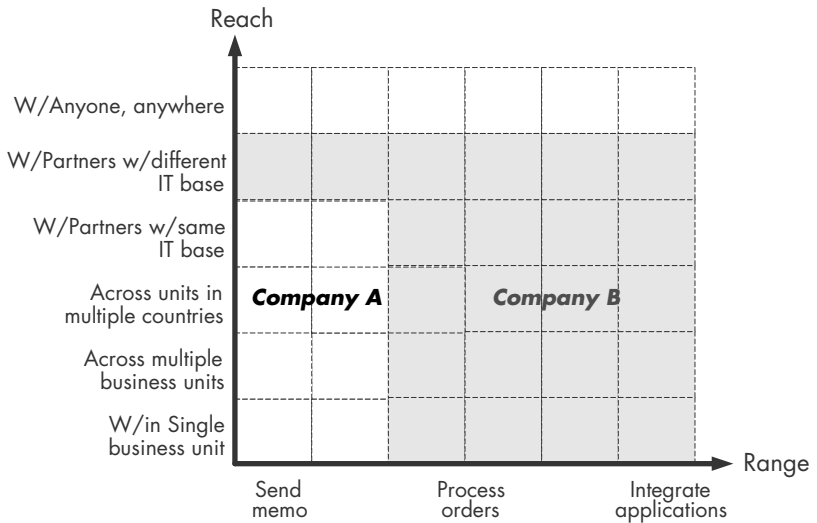 Reach
W/Anyone, anywhere
W/Partners w/different
IT base
W/Partners w/same
IT base
Across units in
multiple countries
Company A
Company B
Across multiple
business units
W/in Single
business unit
Range
Send
memo
Process
orders
Integrate
applications